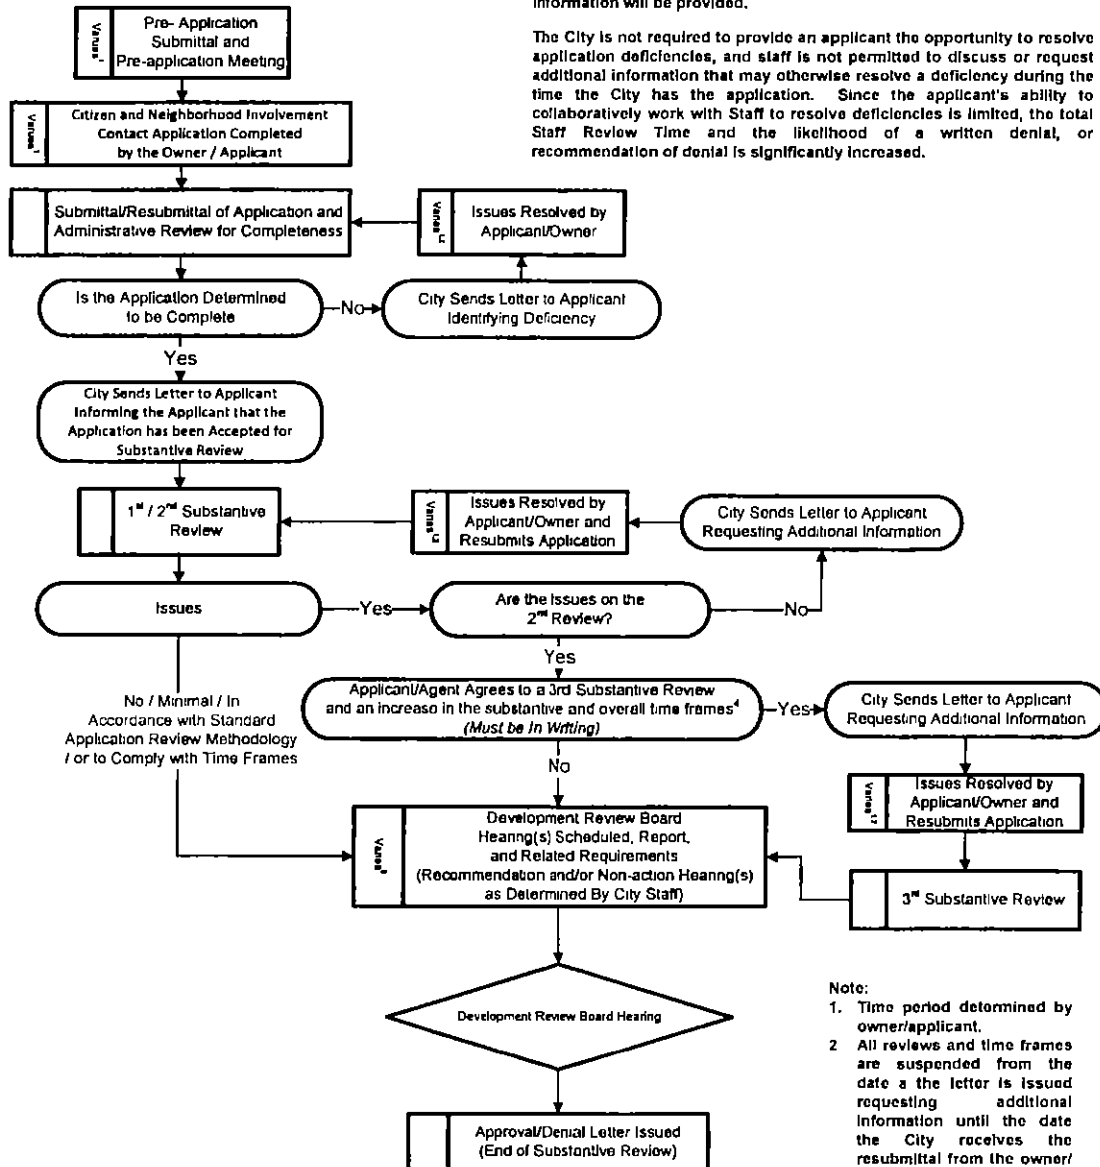 information will be provided.
The City is not required to provide an applicant the opportunity to resolve
application deficiencies, and staff is not permitted to discuss or request
additional information that may otherwise resolve a deficiency during the
time the City has the application. Since the applicant's ability to
collaboratively work with Staff to resolve deficiencies is limited, the total
Staff Review Time and the likelihood of a written denial, or
recommendation of denial is significantly increased.
Varies¹
Pre- Application
Submittal and
Pre-application Meeting
Varies¹
Citizen and Neighborhood Involvement
Contact Application Completed
by the Owner / Applicant
Submittal/Resubmittal of Application and
Administrative Review for Completeness
Varies¹,²
Issues Resolved by
Applicant/Owner
Is the Application Determined
to be Complete
No
City Sends Letter to Applicant
Identifying Deficiency
Yes
City Sends Letter to Applicant
Informing the Applicant that the
Application has been Accepted for
Substantive Review
1st / 2nd Substantive
Review
Varies¹,²
Issues Resolved by
Applicant/Owner and
Resubmits Application
City Sends Letter to Applicant
Requesting Additional Information
Issues
Yes
Are the Issues on the
2nd Review?
No
Yes
No / Minimal / In
Accordance with Standard
Application Review Methodology
/ or to Comply with Time Frames
Applicant/Agent Agrees to a 3rd Substantive Review
and an increase in the substantive and overall time frames⁴
(Must be In Writing)
Yes
City Sends Letter to Applicant
Requesting Additional Information
No
Varies¹,²
Issues Resolved by
Applicant/Owner and
Resubmits Application
Varies
Development Review Board
Hearing(s) Scheduled, Report,
and Related Requirements
(Recommendation and/or Non-action Hearing(s)
as Determined By City Staff)
3rd Substantive Review
Development Review Board Hearing
Approval/Denial Letter Issued
(End of Substantive Review)
Note:
1. Time period determined by
owner/applicant.
2 All reviews and time frames
are suspended from the
date a the letter is issued
requesting additional
information until the date
the City receives the
resubmittal from the owner/